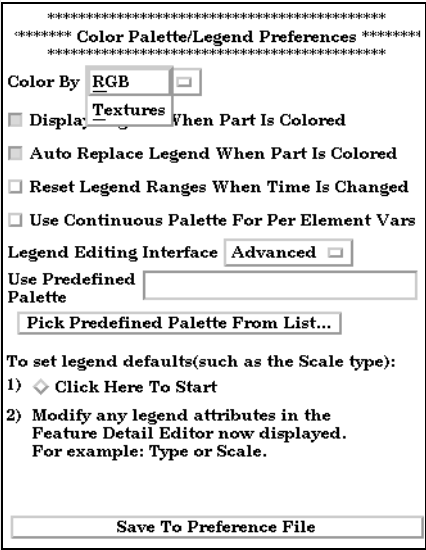 ******************************************
******** Color Palette/Legend Preferences ********
******************************************
Color By RGB
Textures
Display When Part Is Colored
Auto Replace Legend When Part Is Colored
Reset Legend Ranges When Time Is Changed
Use Continuous Palette For Per Element Vars
Legend Editing Interface Advanced
Use Predefined
Palette
Pick Predefined Palette From List...
To set legend defaults(such as the Scale type):
1) Click Here To Start
2) Modify any legend attributes in the
Feature Detail Editor now displayed.
For example: Type or Scale.
Save To Preference File